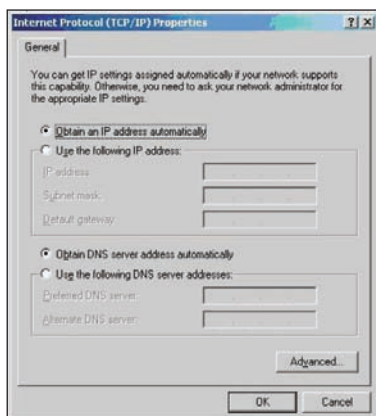 Internet Protocol (TCP/IP) Properties
General
You can get IP settings assigned automatically if your network supports
this capability. Otherwise, you need to ask your network administrator for
the appropriate IP settings.
Obtain an IP address automatically
Use the following IP address:
IP address:
Subnet mask:
Default gateway:
Obtain DNS server address automatically
Use the following DNS server addresses:
Preferred DNS server:
Alternate DNS server:
Advanced...
OK
Cancel